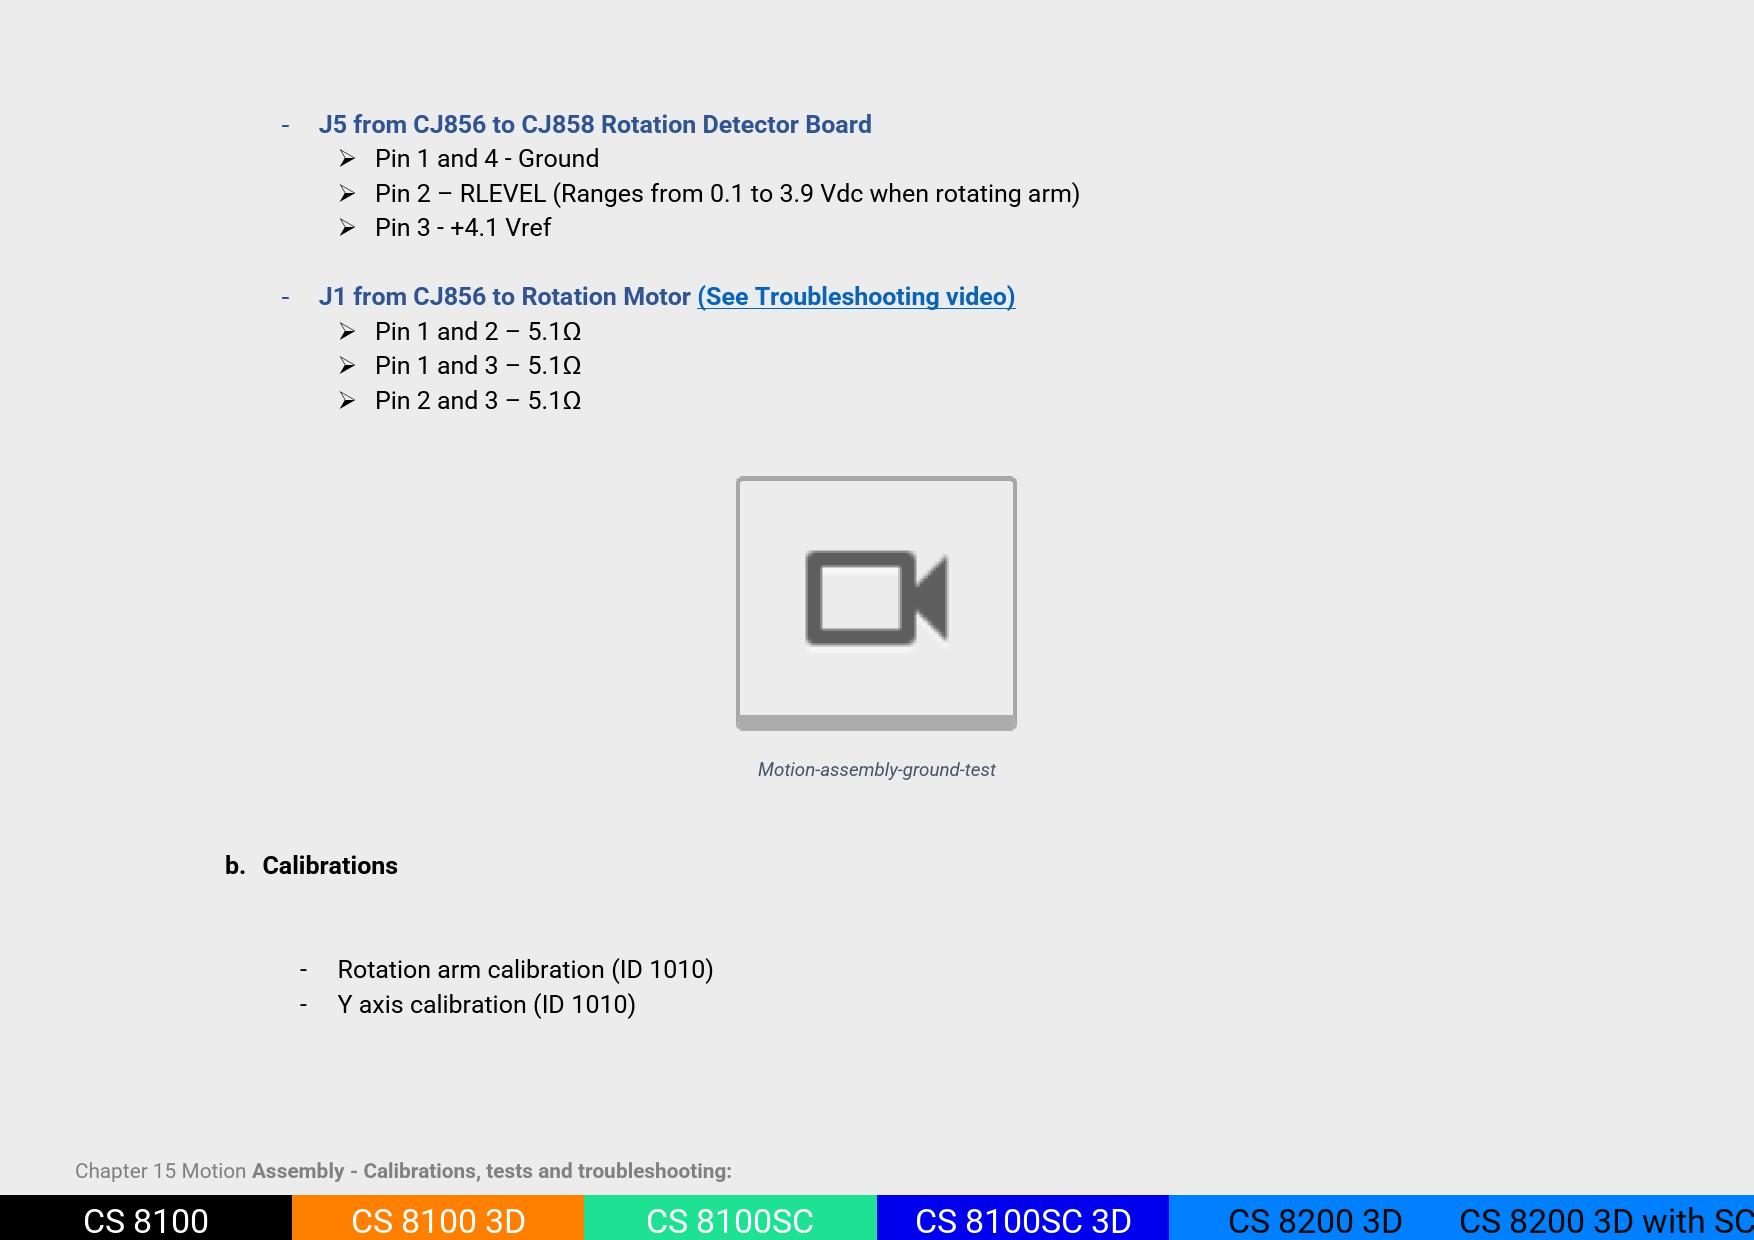 - J5 from CJ856 to CJ858 Rotation Detector Board
➢ Pin 1 and 4 - Ground
➢ Pin 2 – RLEVEL (Ranges from 0.1 to 3.9 Vdc when rotating arm)
➢ Pin 3 - +4.1 Vref
- J1 from CJ856 to Rotation Motor (See Troubleshooting video)
➢ Pin 1 and 2 – 5.1Ω
➢ Pin 1 and 3 – 5.1Ω
➢ Pin 2 and 3 – 5.1Ω
Motion-assembly-ground-test
b. Calibrations
- Rotation arm calibration (ID 1010)
- Y axis calibration (ID 1010)
Chapter 15 Motion Assembly - Calibrations, tests and troubleshooting:
CS 8100 CS 8100 3D CS 8100SC CS 8100SC 3D CS 8200 3D CS 8200 3D with SC